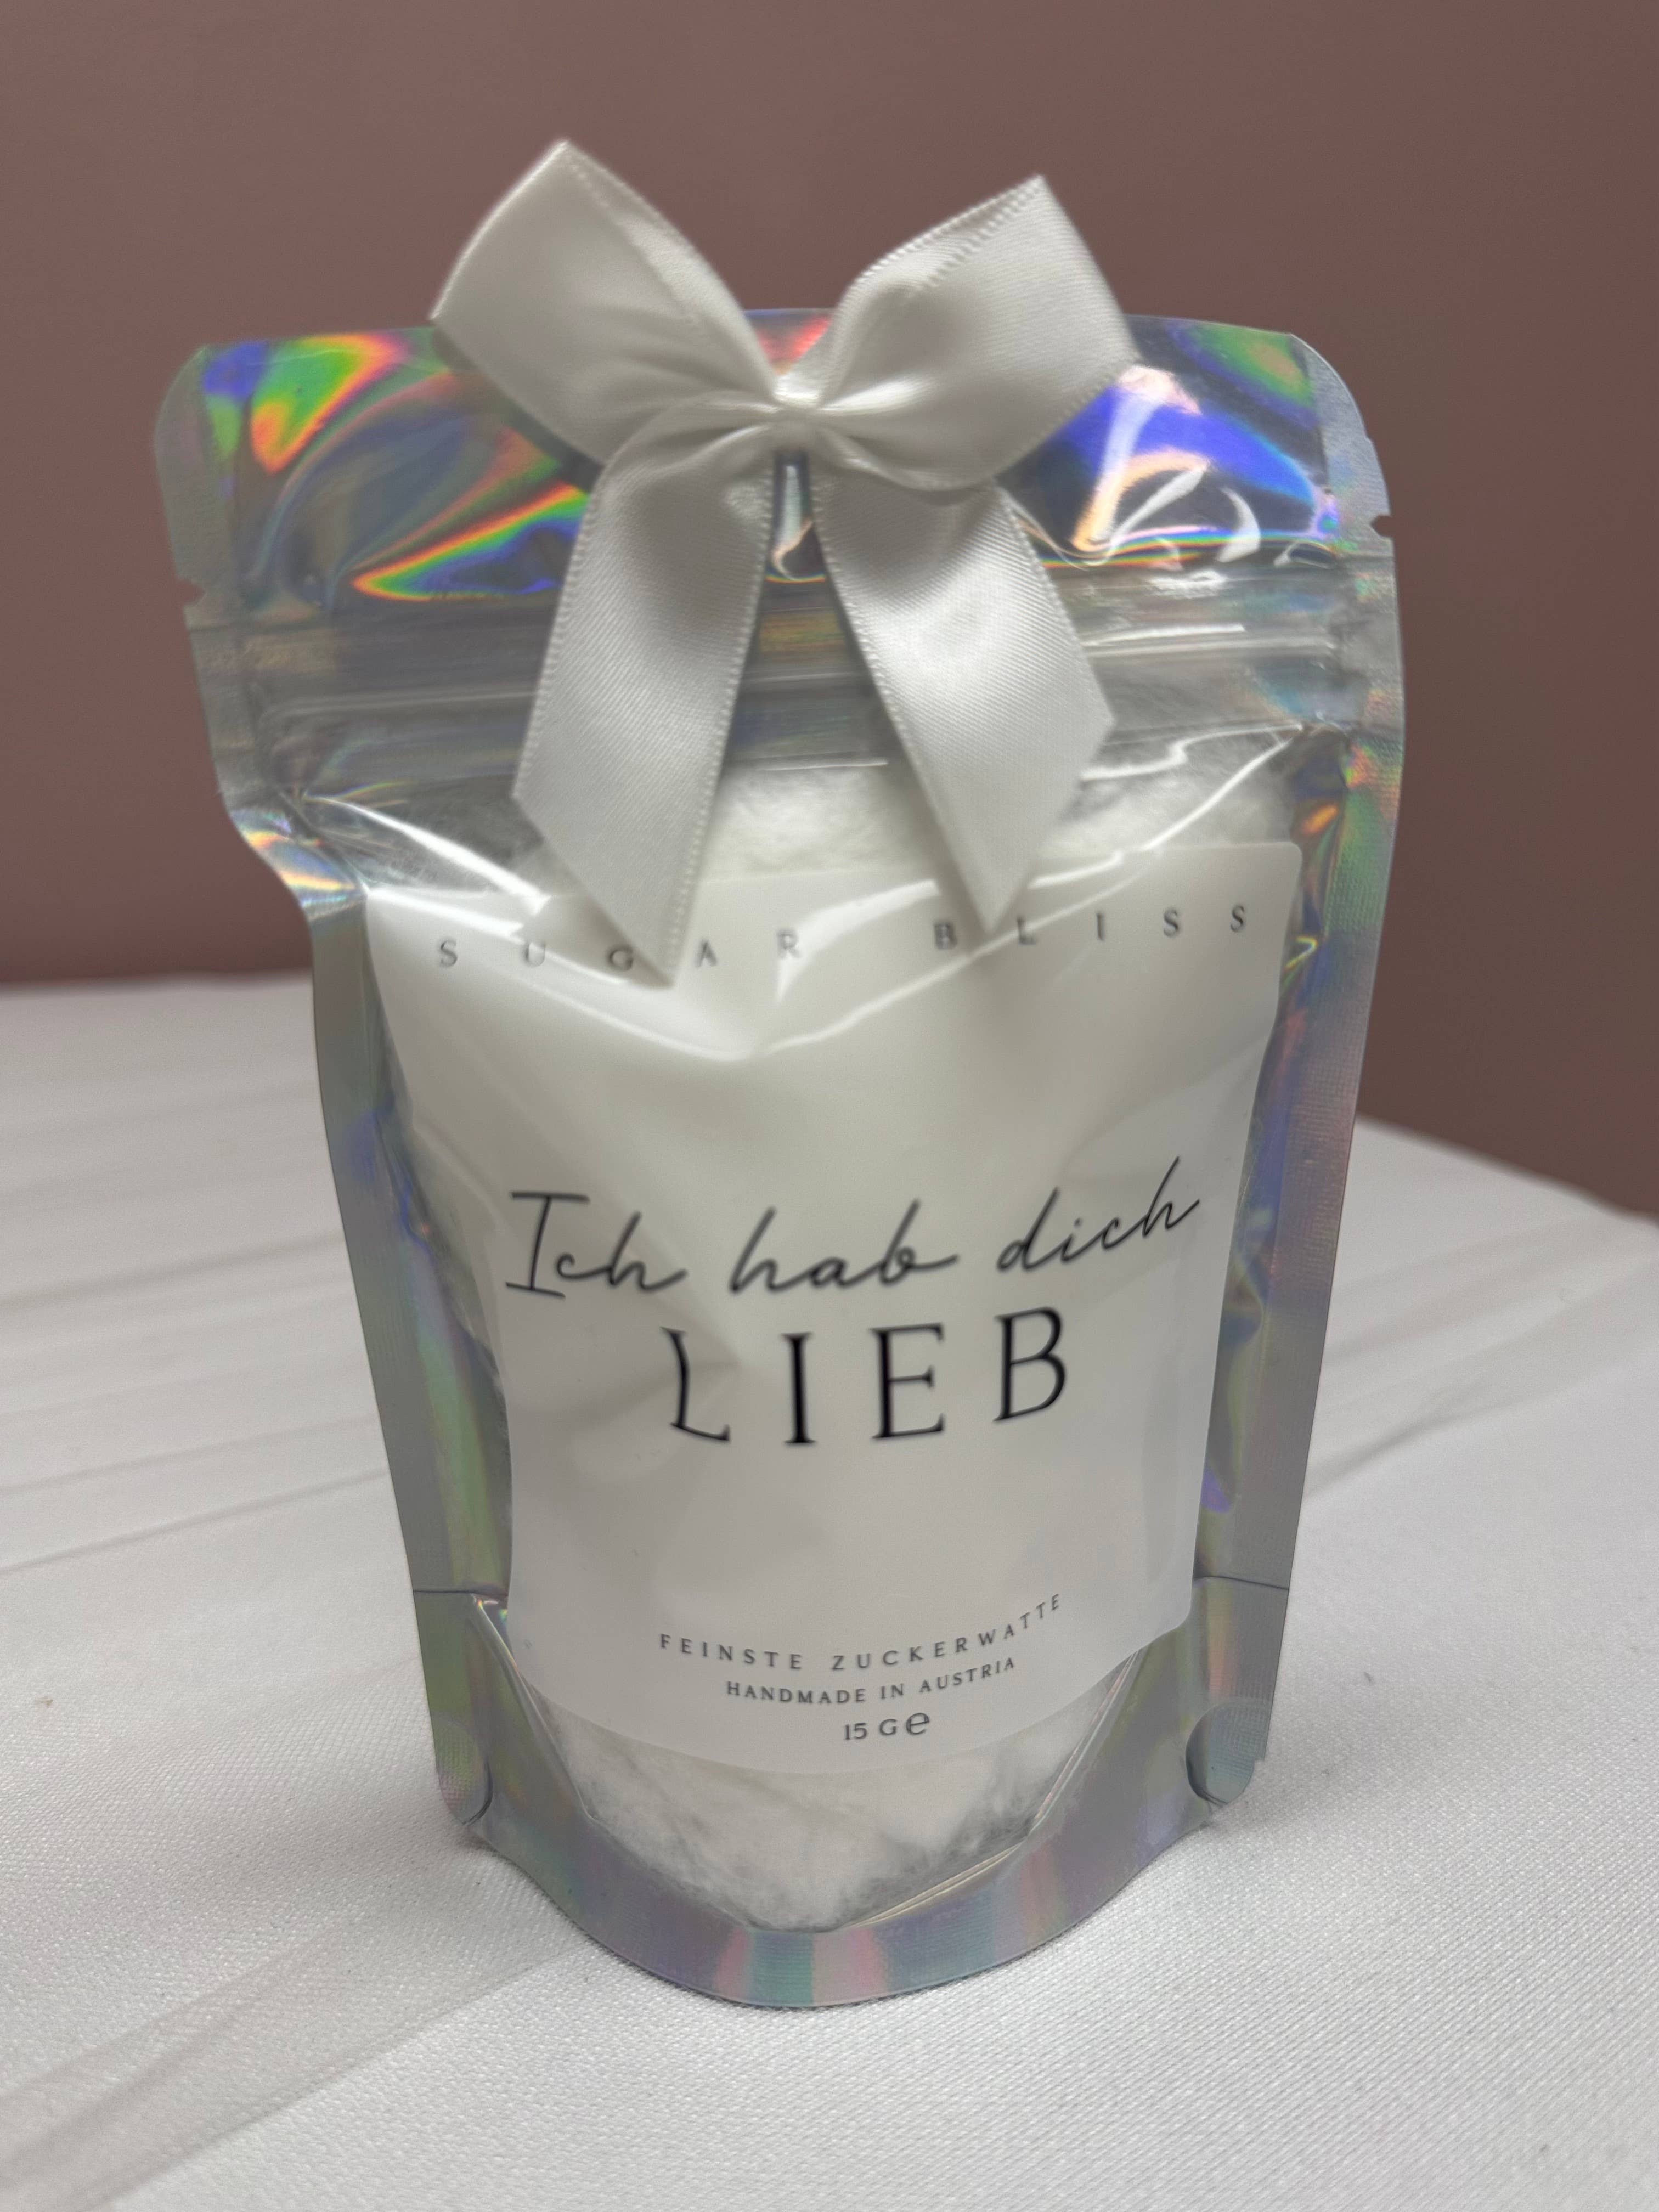 SUGAR BLISS
Ich hab dich
LIEB
FEINSTE ZUCKERWATTE
HANDMADE IN AUSTRIA
15 G ℮